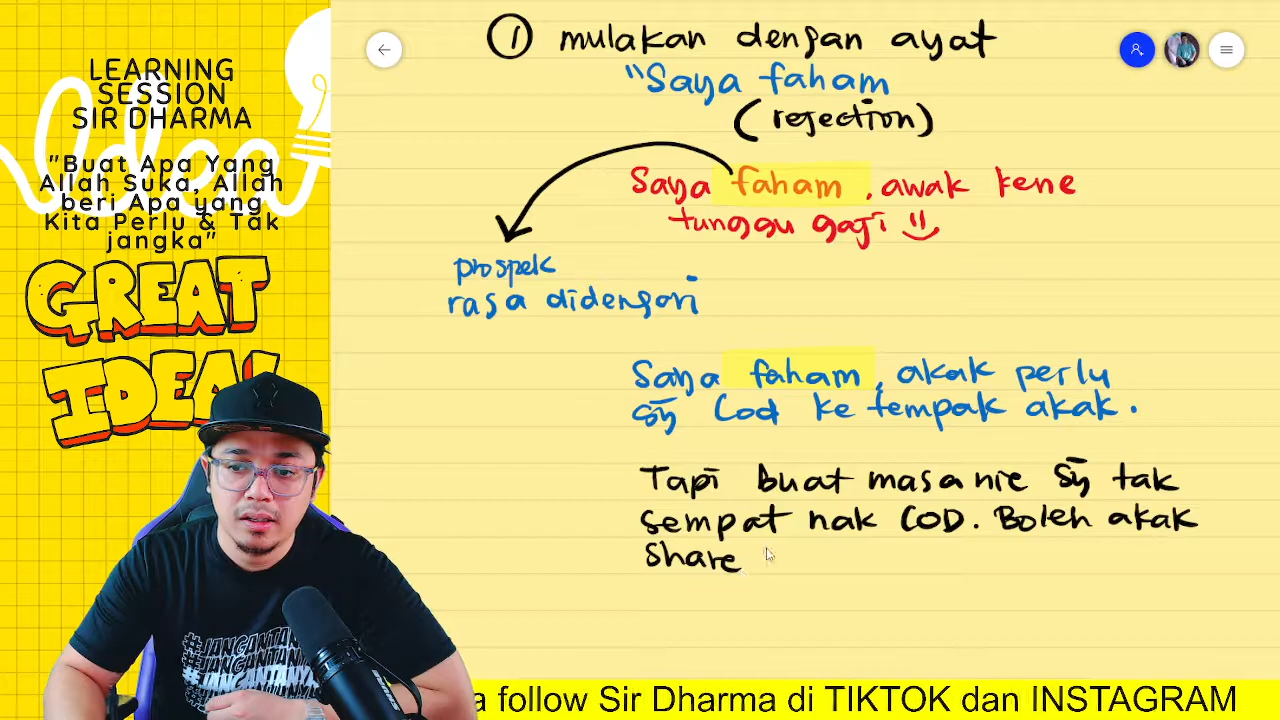 LEARNING
SESSION
SIR DHARMA
"Buat Apa Yang
Allah Suka, Allah
beri Apa yang
Kita Perlu & Tak
jangka"
GREAT
IDEA!
① mulakan dengan ayat
"Saya faham
(rejection)
Saya faham, awak kene
tunggu gaji
prospek
rasa didengari
Saya faham, akak perlu
sy Cod ke tempak akak.
Tapi buat masa nie sy tak
sempat nak COD. Boleh akak
share
#JANGANTANYA
a follow Sir Dharma di TIKTOK dan INSTAGRAM